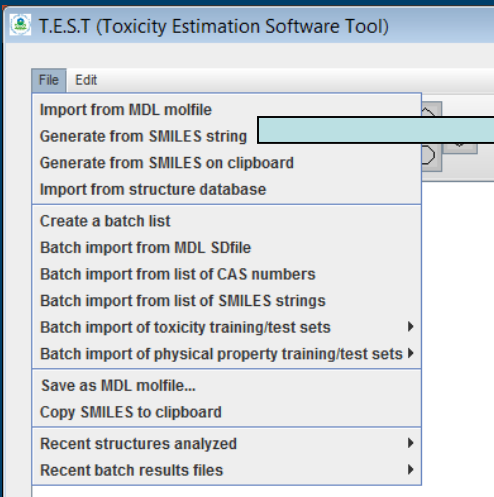 T.E.S.T (Toxicity Estimation Software Tool)
File Edit
Import from MDL molfile
Generate from SMILES string
Generate from SMILES on clipboard
Import from structure database
Create a batch list
Batch import from MDL SDfile
Batch import from list of CAS numbers
Batch import from list of SMILES strings
Batch import of toxicity training/test sets
Batch import of physical property training/test sets
Save as MDL molfile...
Copy SMILES to clipboard
Recent structures analyzed
Recent batch results files